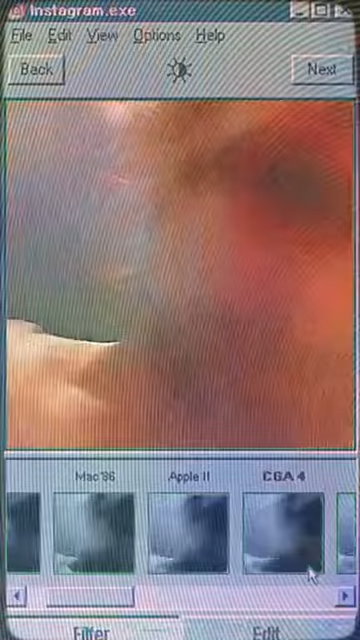 Instagram.exe
File Edit View Options Help
Back Next
Mac'86 Apple II CGA 4
Filter Edit